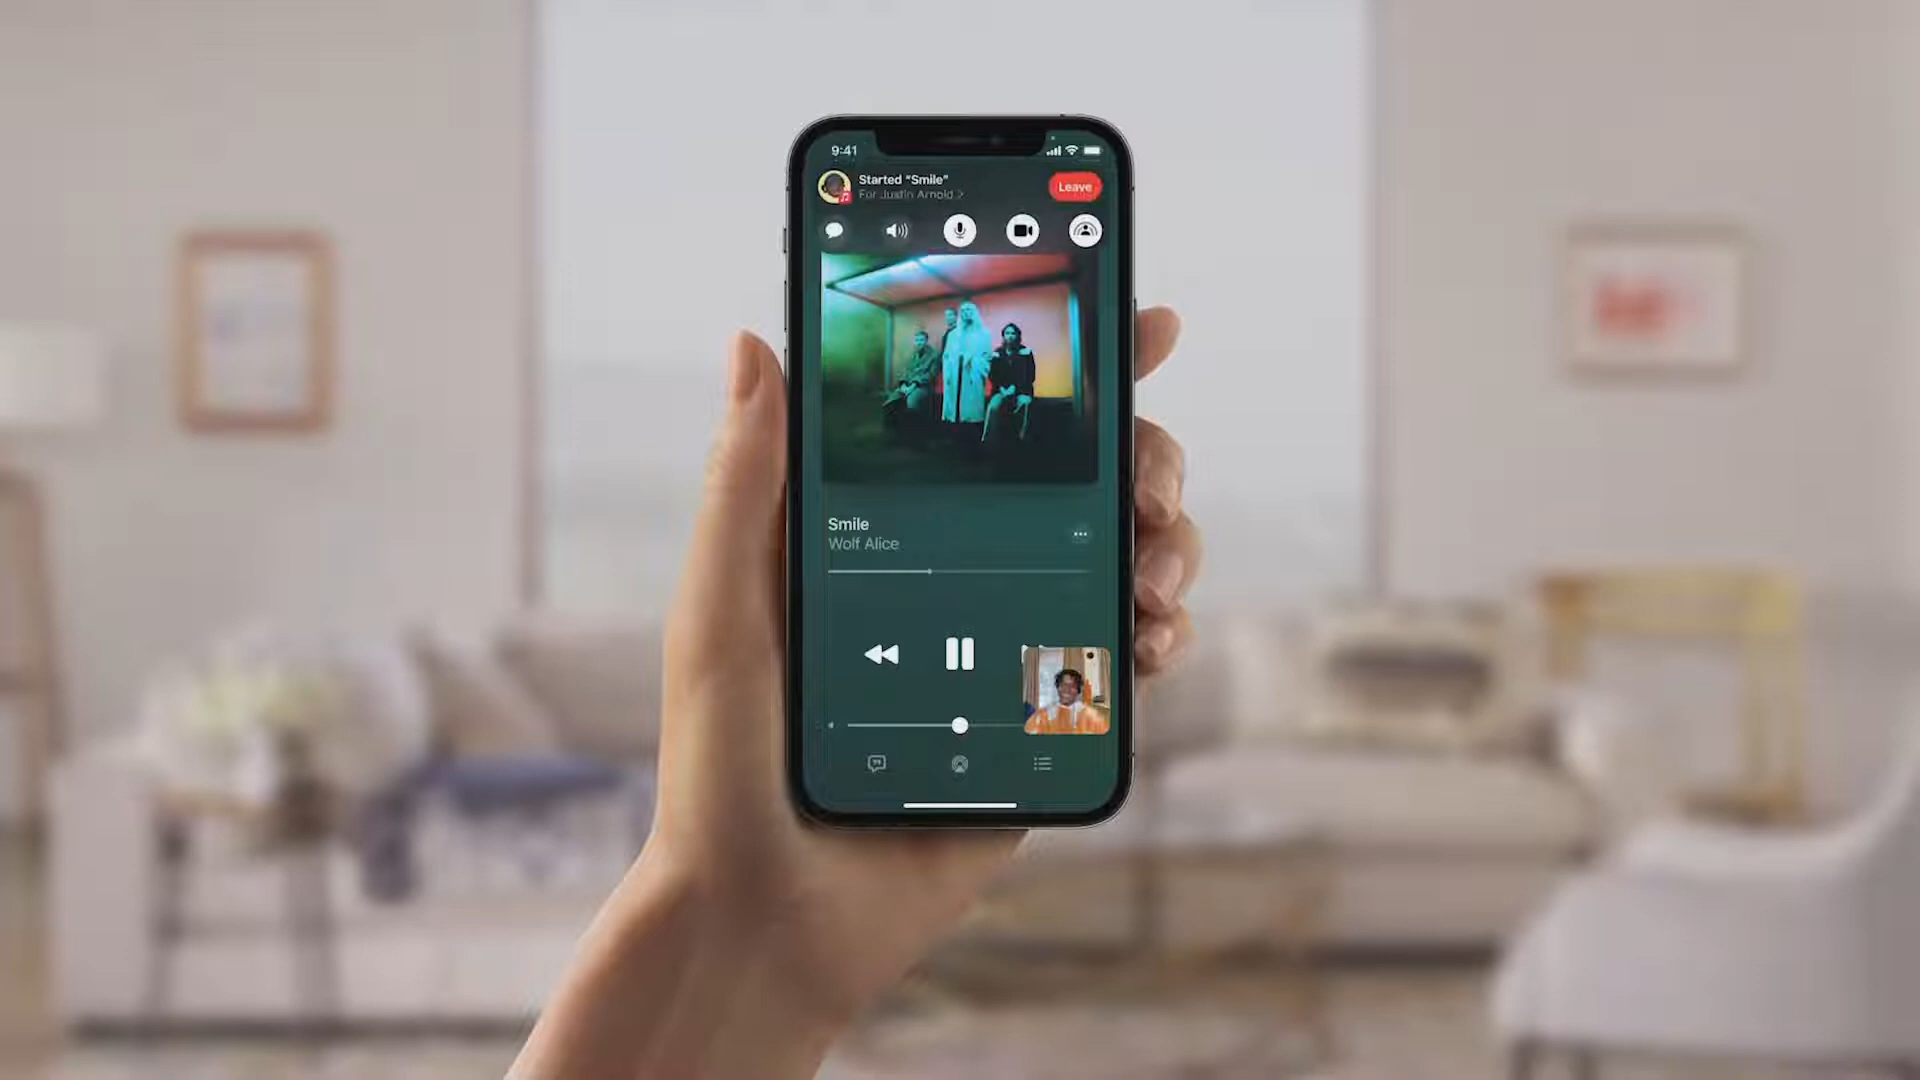 9:41
Started “Smile”
For Justin Arnold >
Leave
Smile
Wolf Alice